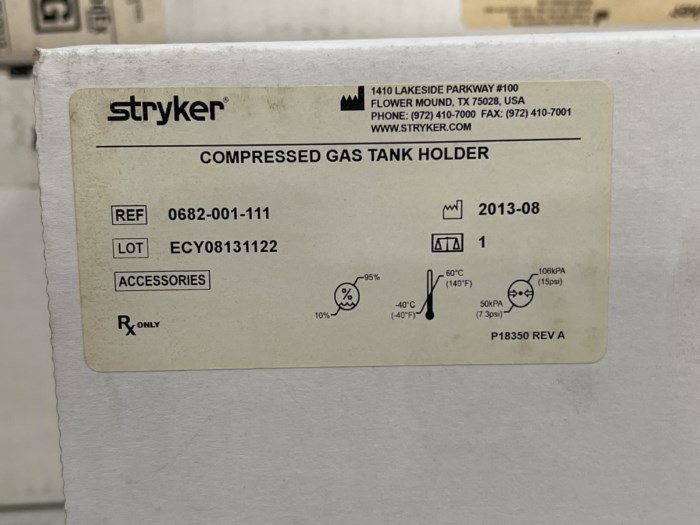 G
stryker®
1410 LAKESIDE PARKWAY #100
FLOWER MOUND, TX 75028, USA
PHONE: (972) 410-7000 FAX: (972) 410-7001
WWW.STRYKER.COM
COMPRESSED GAS TANK HOLDER
REF 0682-001-111
2013-08
LOT ECY08131122
1
ACCESSORIES
95%
%
10%
60°C
(140°F)
-40°C
(-40°F)
106kPA
(15psi)
50kPA
(7.3psi)
Rx ONLY
P18350 REV A